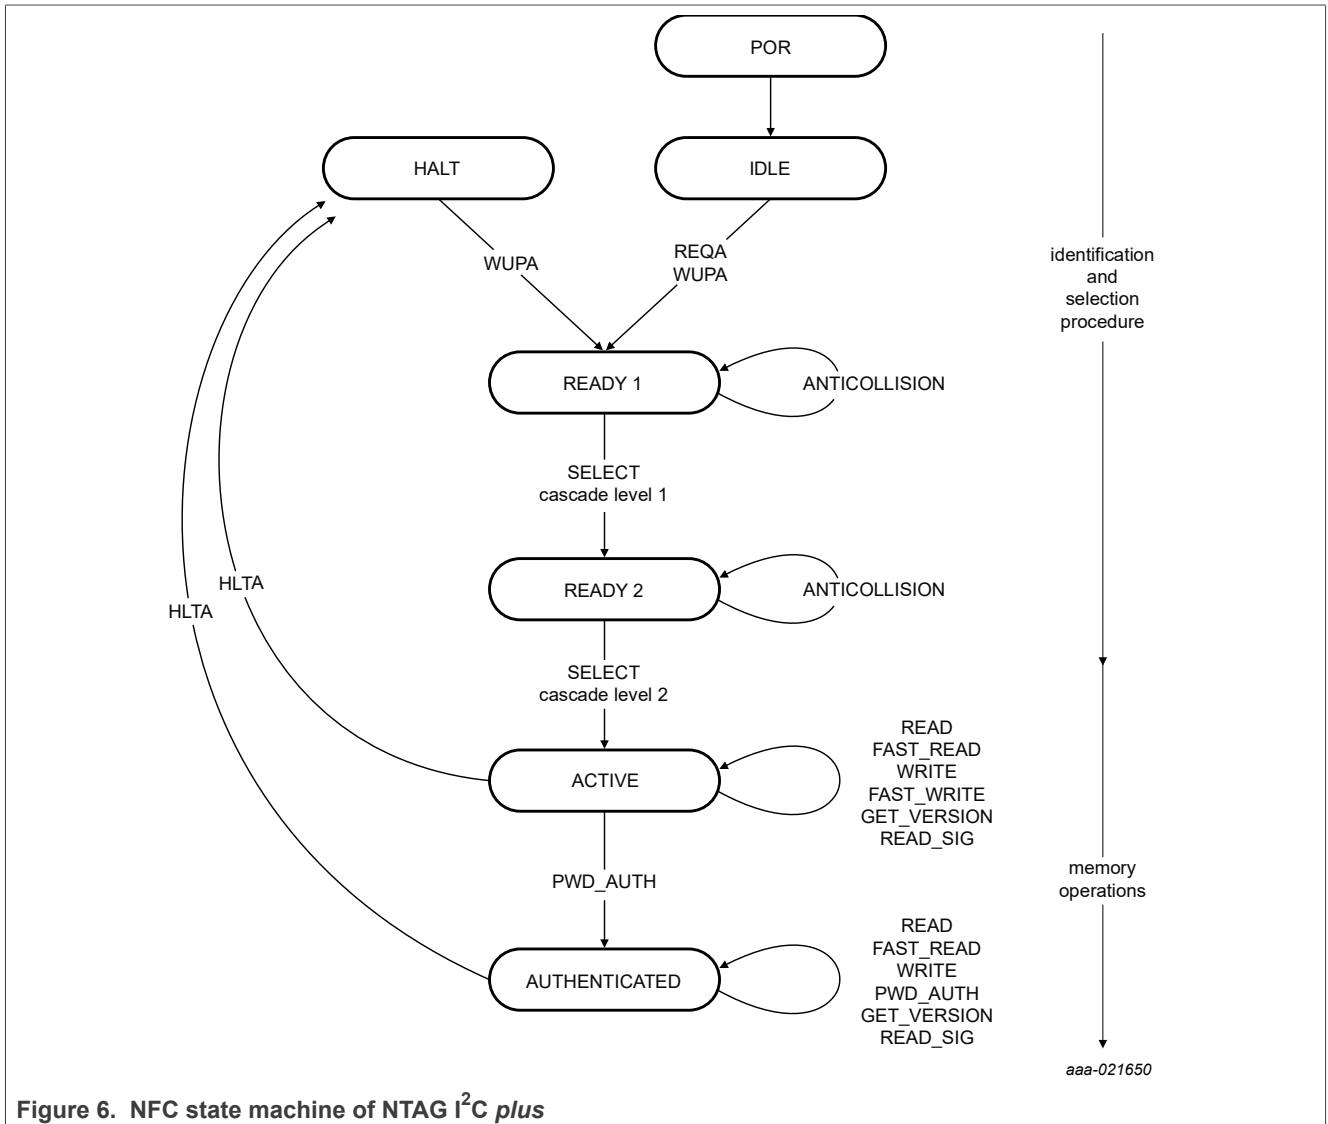 POR
HALT
IDLE
WUPA
REQA
WUPA
identification
and
selection
procedure
READY 1
ANTICOLLISION
SELECT
cascade level 1
HLTA
HLTA
READY 2
ANTICOLLISION
SELECT
cascade level 2
ACTIVE
READ
FAST_READ
WRITE
FAST_WRITE
GET_VERSION
READ_SIG
PWD_AUTH
memory
operations
AUTHENTICATED
READ
FAST_READ
WRITE
PWD_AUTH
GET_VERSION
READ_SIG
aaa-021650
Figure 6. NFC state machine of NTAG I²C plus